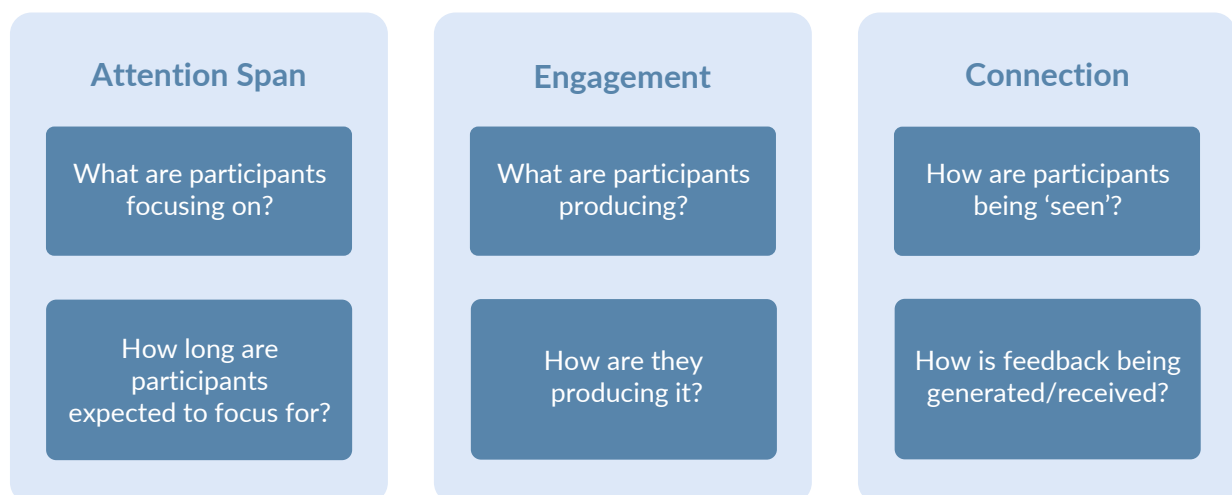 Attention Span
What are participants
focusing on?
How long are
participants
expected to focus for?
Engagement
What are participants
producing?
How are they
producing it?
Connection
How are participants
being ‘seen’?
How is feedback being
generated/received?